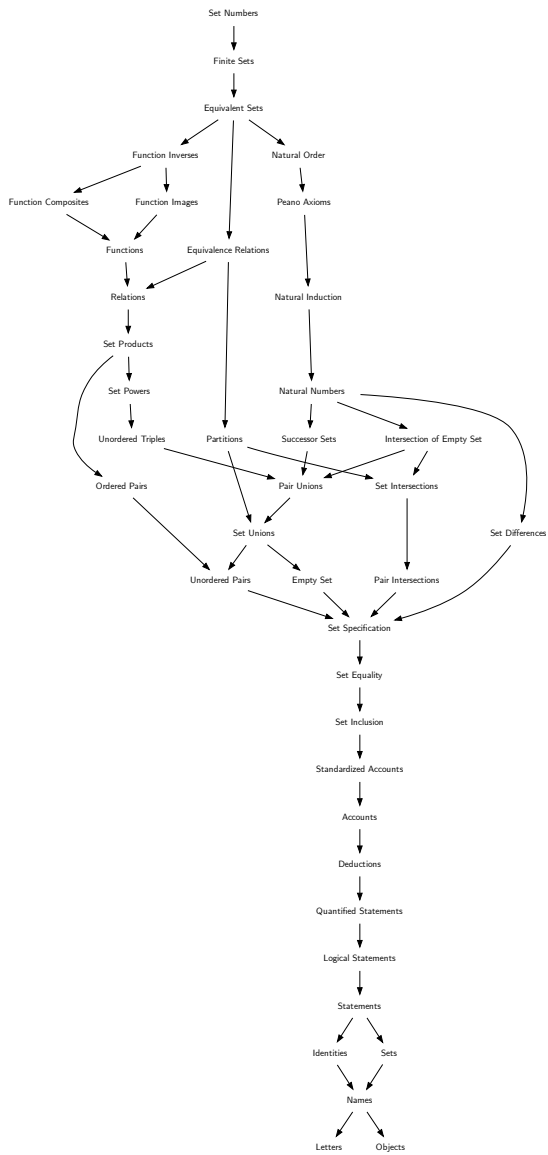 Set Numbers
Finite Sets
Equivalent Sets
Function Inverses
Natural Order
Function Composites
Function Images
Peano Axioms
Functions
Equivalence Relations
Relations
Natural Induction
Set Products
Set Powers
Natural Numbers
Unordered Triples
Partitions
Successor Sets
Intersection of Empty Set
Ordered Pairs
Pair Unions
Set Intersections
Set Unions
Set Differences
Unordered Pairs
Empty Set
Pair Intersections
Set Specification
Set Equality
Set Inclusion
Standardized Accounts
Accounts
Deductions
Quantified Statements
Logical Statements
Statements
Identities
Sets
Names
Letters
Objects